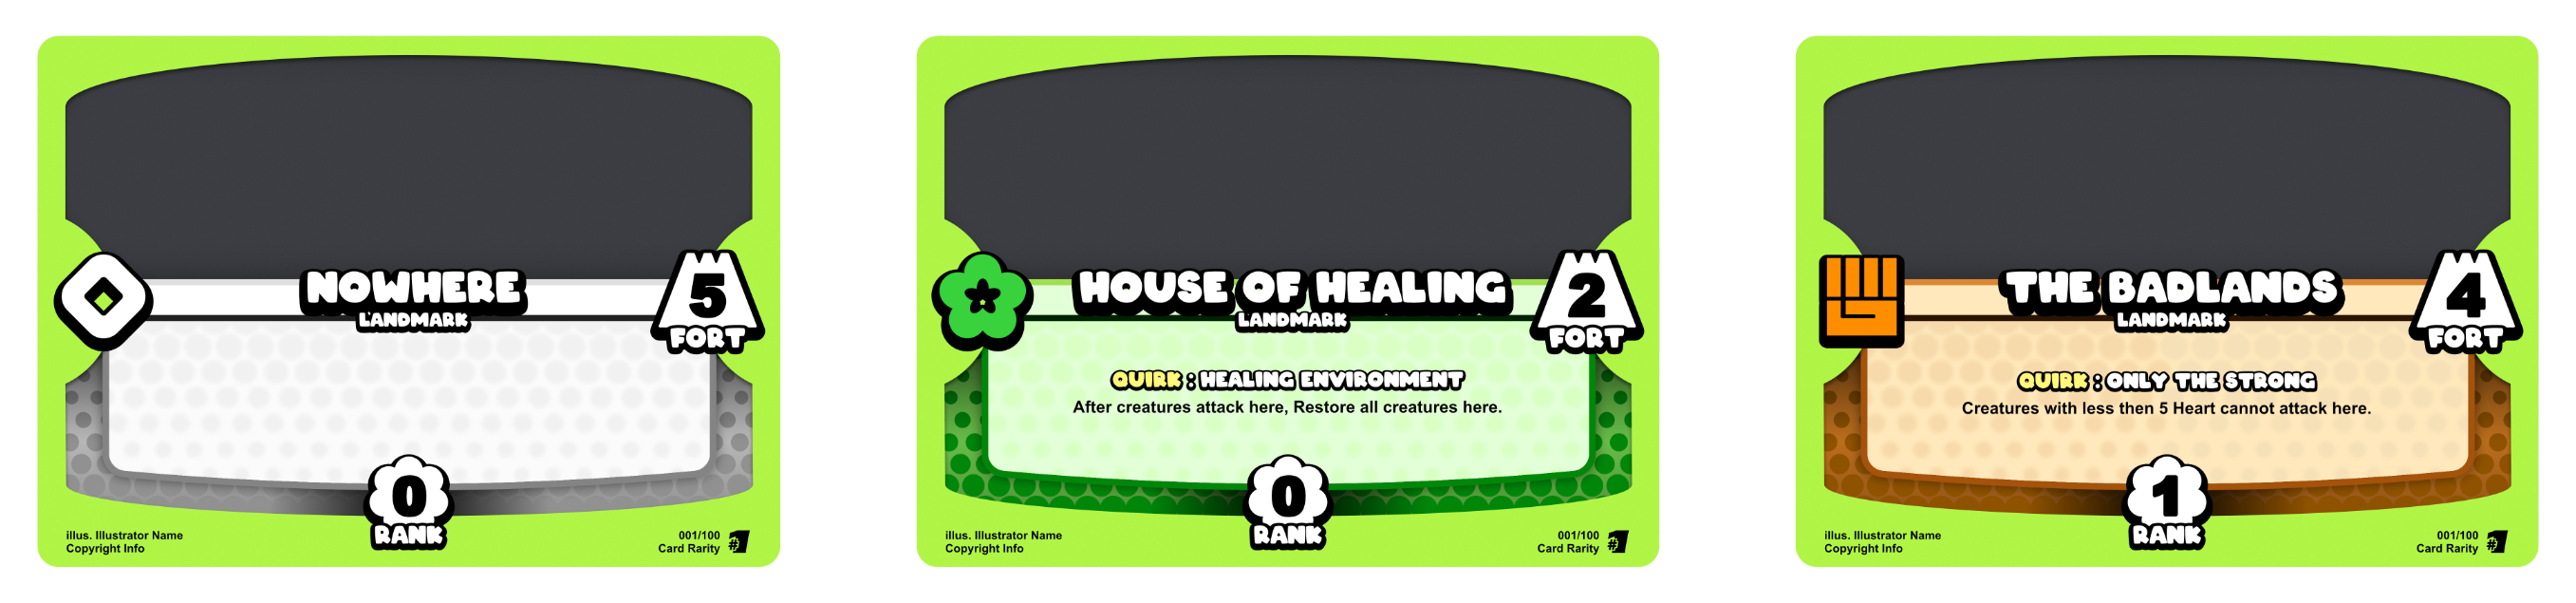 NOWHERE
LANDMARK
5
FORT
0
RANK
illus. Illustrator Name
Copyright Info
001/100
Card Rarity
#1
HOUSE OF HEALING
LANDMARK
2
FORT
QUIRK : HEALING ENVIRONMENT
After creatures attack here, Restore all creatures here.
0
RANK
illus. Illustrator Name
Copyright Info
001/100
Card Rarity
#1
THE BADLANDS
LANDMARK
4
FORT
QUIRK : ONLY THE STRONG
Creatures with less then 5 Heart cannot attack here.
1
RANK
illus. Illustrator Name
Copyright Info
001/100
Card Rarity
#1